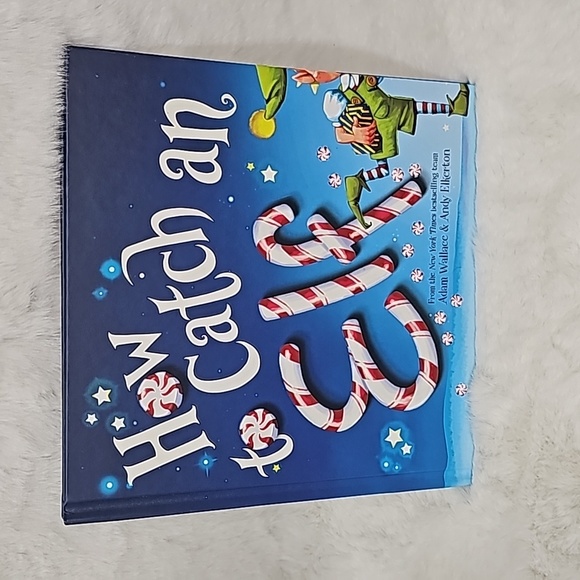 How
to Catch an
Elf
From the New York Times bestselling team
Adam Wallace & Andy Elkerton